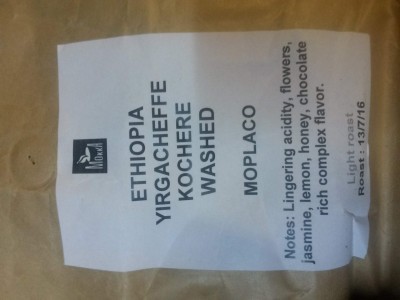 MOKXA
ETHIOPIA
YIRGACHEFFE
KOCHERE
WASHED
MOPLACO
Notes: Lingering acidity, flowers,
jasmine, lemon, honey, chocolate
rich complex flavor.
Light roast
Roast : 13/7/16